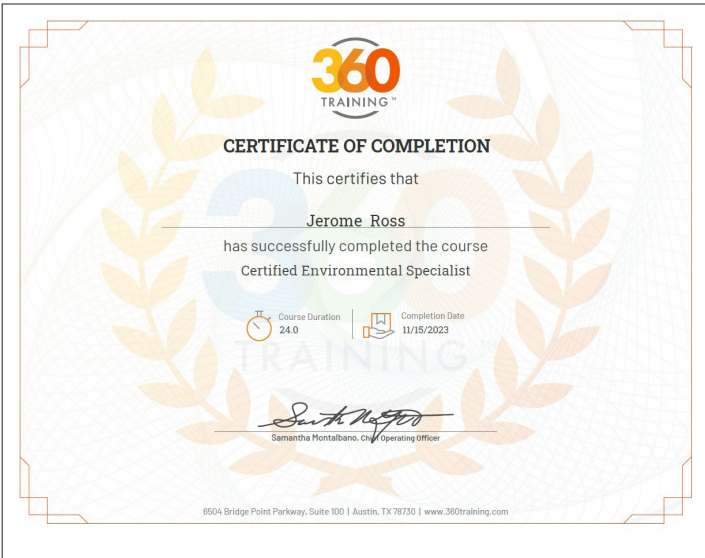 360
TRAINING™
CERTIFICATE OF COMPLETION
This certifies that
Jerome Ross
has successfully completed the course
Certified Environmental Specialist
Course Duration
24.0
Completion Date
11/15/2023
360
TRAINING™
Samantha Montalbano, Chief Operating Officer
6504 Bridge Point Parkway, Suite 100 | Austin, TX 78730 | www.360training.com